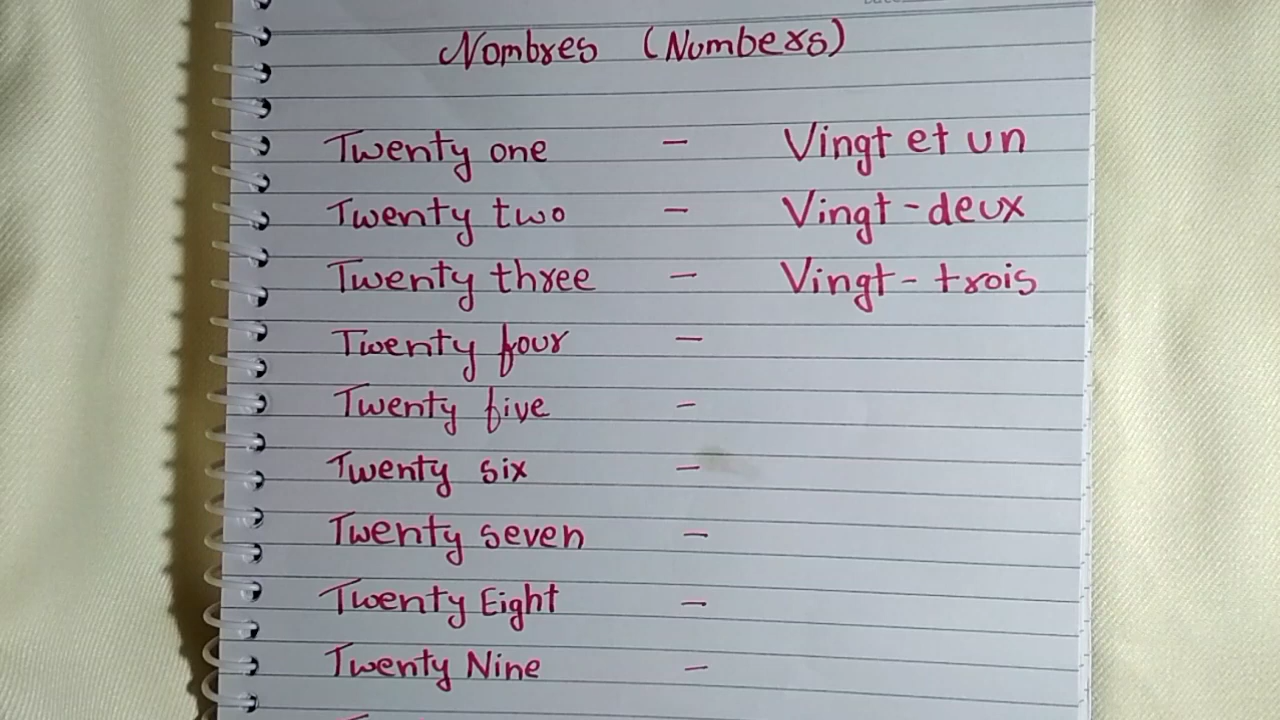 Nombres (Numbers)
Twenty one - Vingt et un
Twenty two - Vingt-deux
Twenty three - Vingt-trois
Twenty four -
Twenty five -
Twenty six -
Twenty seven -
Twenty Eight -
Twenty Nine -